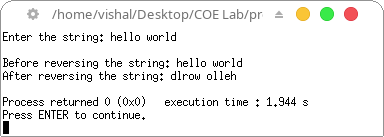 /home/vishal/Desktop/COE Lab/pr
Enter the string: hello world
Before reversing the string: hello world
After reversing the string: dlrow olleh
Process returned 0 (0x0)   execution time : 1.944 s
Press ENTER to continue.